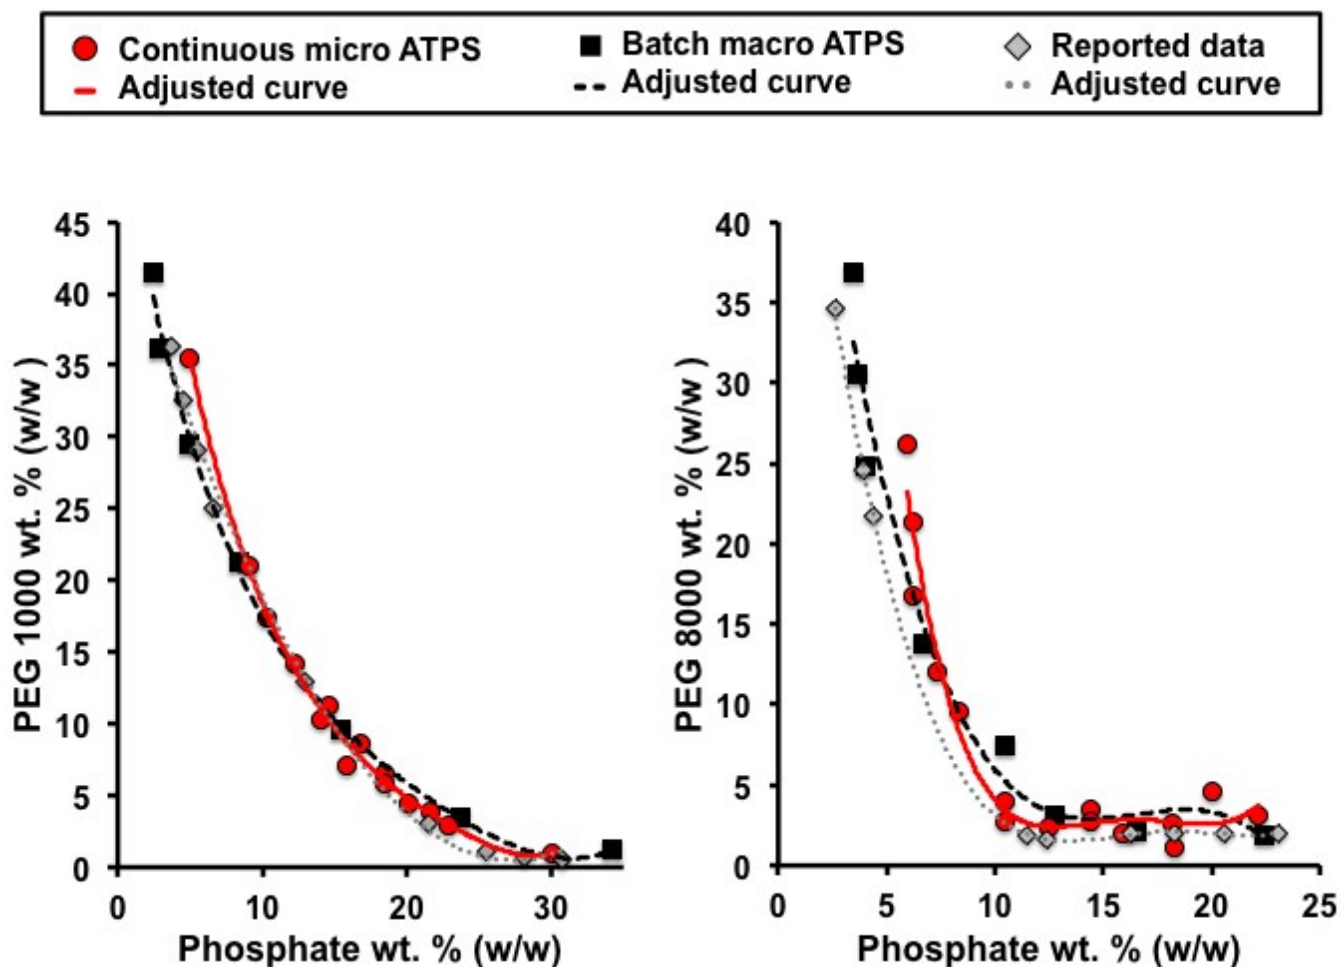 Continuous micro ATPS
Adjusted curve
Batch macro ATPS
Adjusted curve
Reported data
Adjusted curve
PEG 1000 wt. % (w/w)
45
40
35
30
25
20
15
10
5
0
0 10 20 30
Phosphate wt. % (w/w)
PEG 8000 wt. % (w/w )
40
35
30
25
20
15
10
5
0
0 5 10 15 20 25
Phosphate wt. % (w/w)